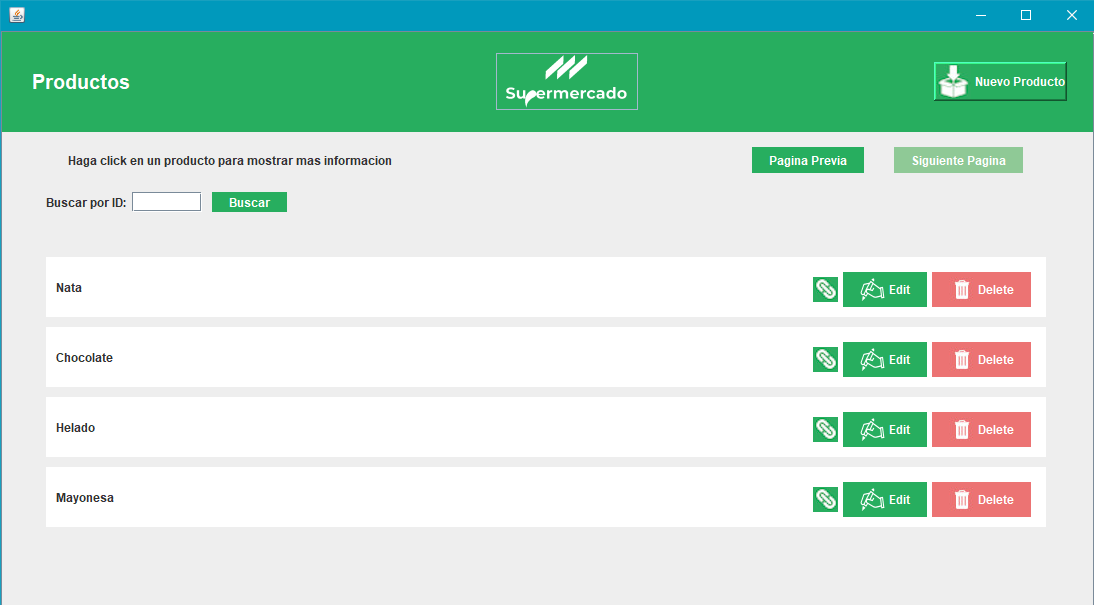 Productos
Supermercado
Nuevo Producto
Haga click en un producto para mostrar mas informacion
Pagina Previa
Siguiente Pagina
Buscar por ID:
Buscar
Nata
Edit
Delete
Chocolate
Edit
Delete
Helado
Edit
Delete
Mayonesa
Edit
Delete